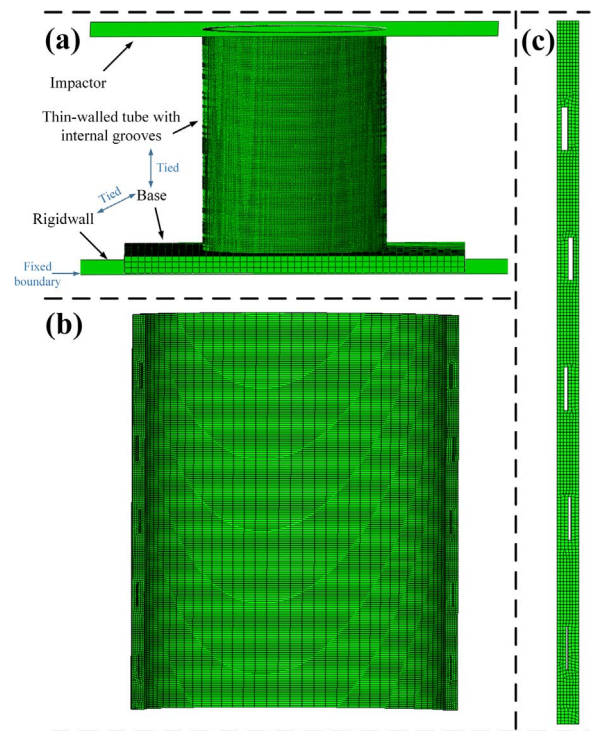 (a)
Impactor
Thin-walled tube with
internal grooves
Tied
Tied
Base
Rigidwall
Fixed
boundary
(b)
(c)